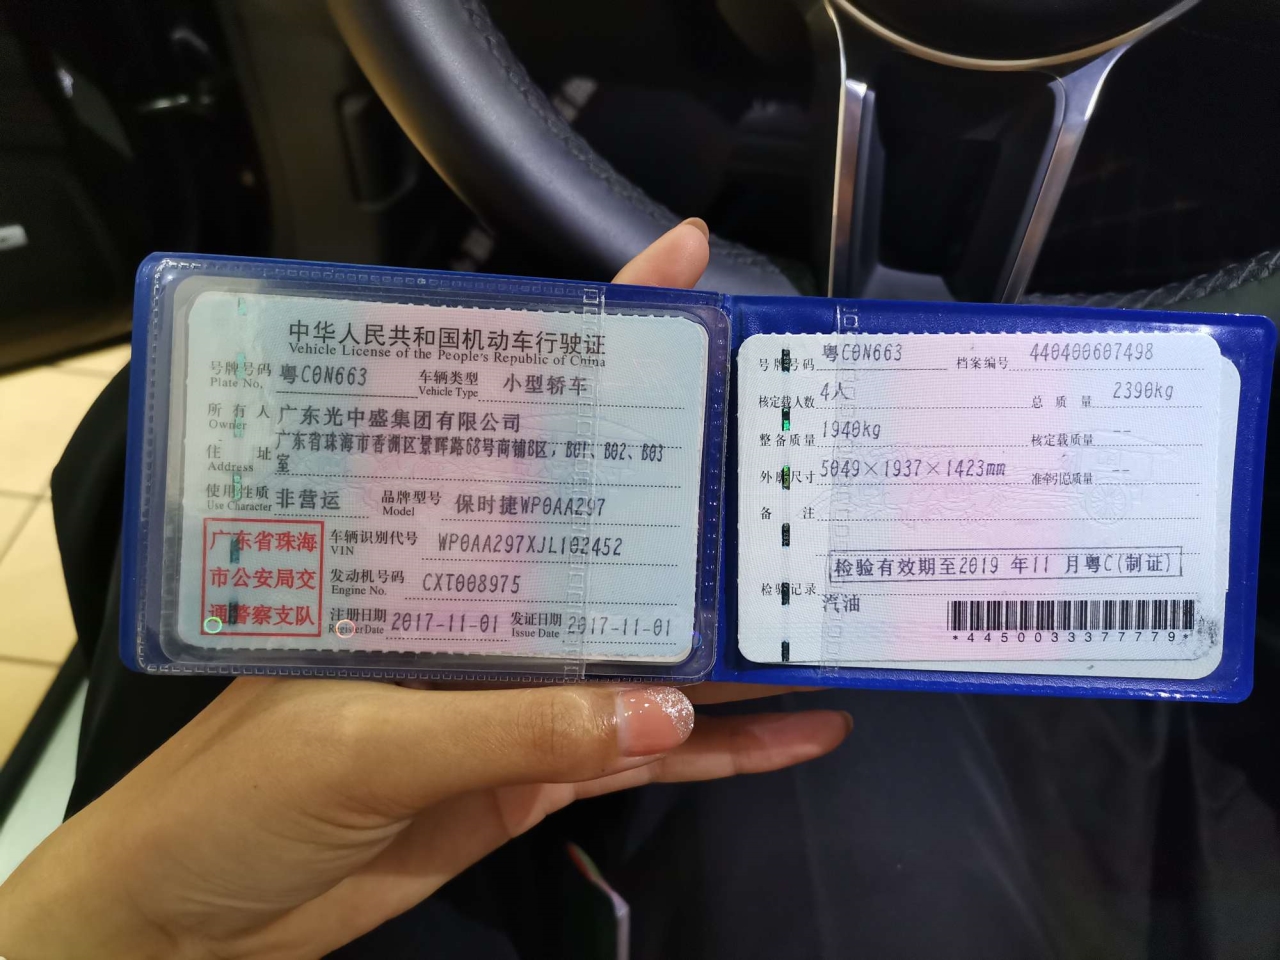 中华人民共和国机动车行驶证
Vehicle License of the People's Republic of China
号牌号码 粤C0N663 车辆类型 小型轿车
Plate No. Vehicle Type
所有人 广东光中盛集团有限公司
Owner
住址 广东省珠海市香洲区景晖路68号商铺B区，B01、B02、B03
Address 室
使用性质 非营运 品牌型号 保时捷WP0AA297
Use Character Model
广东省珠海
市公安局交
通警察支队
车辆识别代号 WP0AA297XJL102452
VIN
发动机号码 CXT008975
Engine No.
注册日期 2017-11-01 发证日期 2017-11-01
Register Date Issue Date
号牌号码 粤C0N663 档案编号 440400607498
核定载人数 4人 总质量 2390kg
整备质量 1940kg 核定载质量 --
外廓尺寸 5049×1937×1423mm 准牵引总质量 --
备注
检验有效期至2019 年11 月粤C(制证)
检验记录
汽油
*4450033377779*